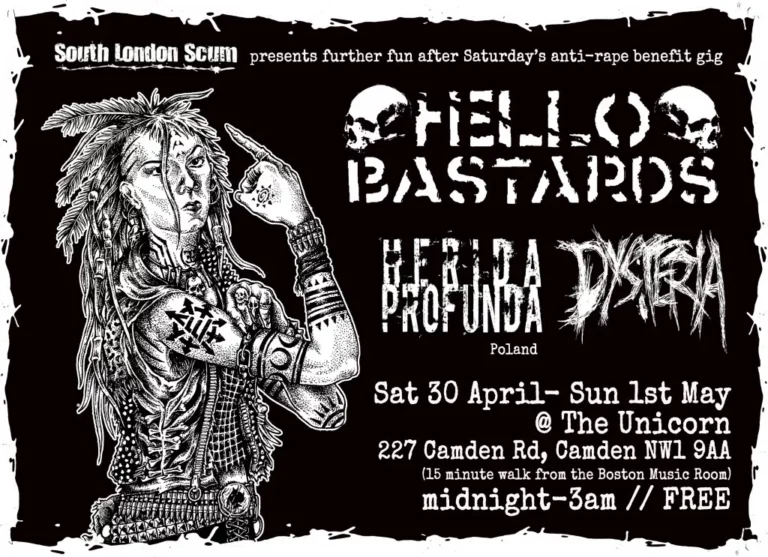 South London Scum presents further fun after Saturday's anti-rape benefit gig
HELLO
BASTARDS
HERIDA
PROFUNDA
DYSTERIA
Poland
Sat 30 April- Sun 1st May
@ The Unicorn
227 Camden Rd, Camden NW1 9AA
(15 minute walk from the Boston Music Room)
midnight-3am // FREE